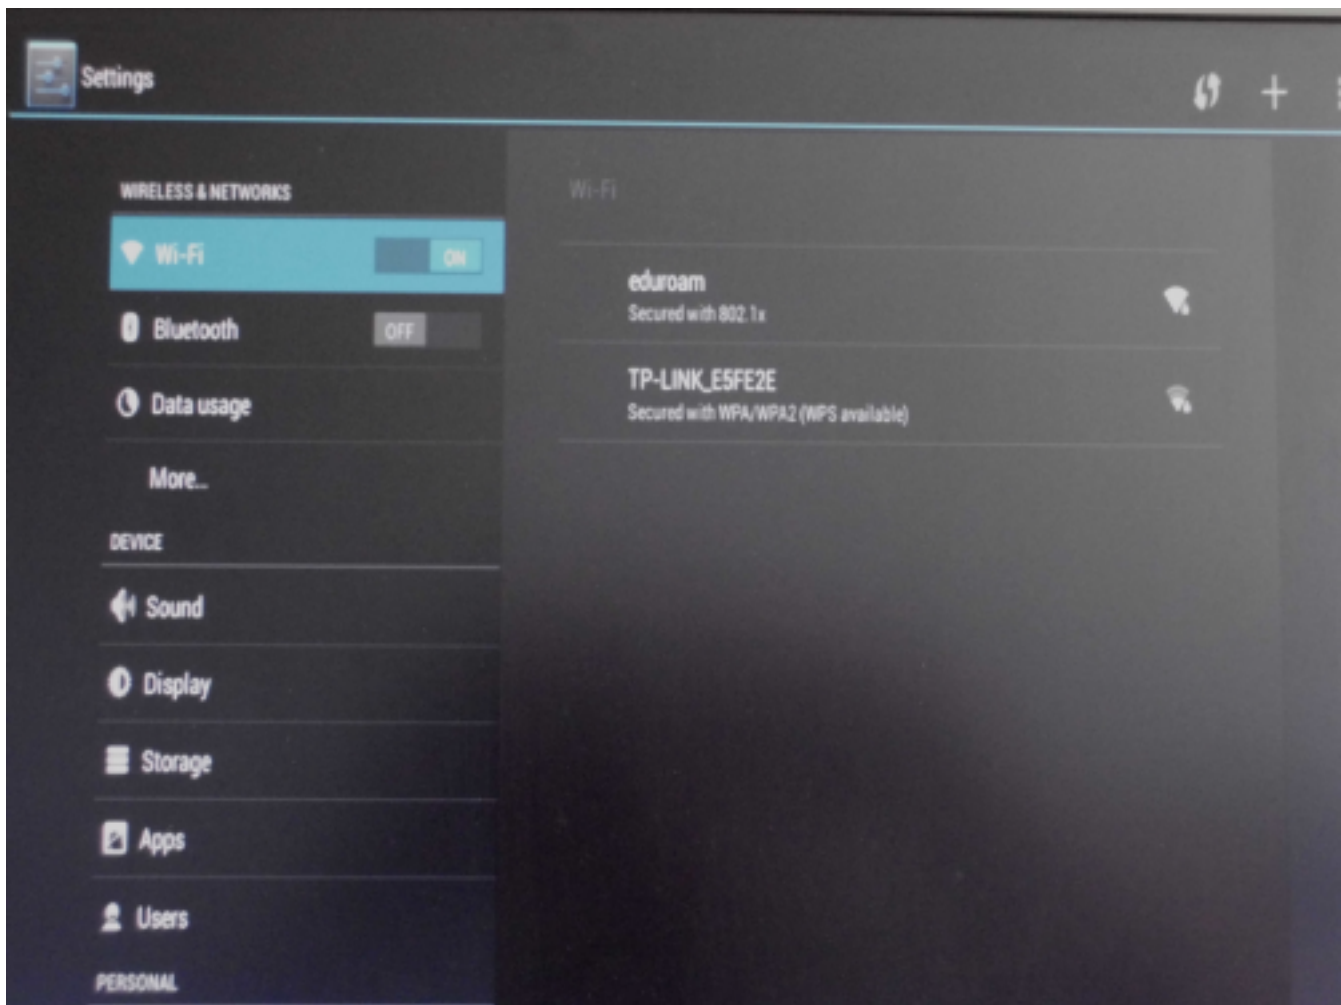 Settings
WIRELESS & NETWORKS
Wi-Fi
ON
Bluetooth
OFF
Data usage
More...
DEVICE
Sound
Display
Storage
Apps
Users
PERSONAL
Wi-Fi
eduroam
Secured with 802.1x
TP-LINK_E5FE2E
Secured with WPA/WPA2 (WPS available)